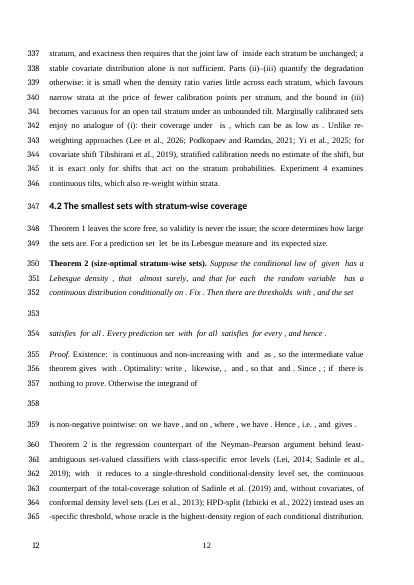 337 stratum, and exactness then requires that the joint law of inside each stratum be unchanged; a
338 stable covariate distribution alone is not sufficient. Parts (ii)–(iii) quantify the degradation
339 otherwise: it is small when the density ratio varies little across each stratum, which favours
340 narrow strata at the price of fewer calibration points per stratum, and the bound in (iii)
341 becomes vacuous for an open tail stratum under an unbounded tilt. Marginally calibrated sets
342 enjoy no analogue of (i): their coverage under is , which can be as low as . Unlike re-
343 weighting approaches (Lee et al., 2026; Podkopaev and Ramdas, 2021; Yi et al., 2025; for
344 covariate shift Tibshirani et al., 2019), stratified calibration needs no estimate of the shift, but
345 it is exact only for shifts that act on the stratum probabilities. Experiment 4 examines
346 continuous tilts, which also re-weight within strata.
347 4.2 The smallest sets with stratum-wise coverage
348 Theorem 1 leaves the score free, so validity is never the issue; the score determines how large
349 the sets are. For a prediction set let be its Lebesgue measure and its expected size.
350 Theorem 2 (size-optimal stratum-wise sets). Suppose the conditional law of given has a
351 Lebesgue density , that almost surely, and that for each the random variable has a
352 continuous distribution conditionally on . Fix . Then there are thresholds with , and the set
353
354 satisfies for all . Every prediction set with for all satisfies for every , and hence .
355 Proof. Existence: is continuous and non-increasing with and as , so the intermediate value
356 theorem gives with . Optimality: write , likewise, , and , so that and . Since , ; if there is
357 nothing to prove. Otherwise the integrand of
358
359 is non-negative pointwise: on we have , and on , where , we have . Hence , i.e. , and gives .
360 Theorem 2 is the regression counterpart of the Neyman–Pearson argument behind least-
361 ambiguous set-valued classifiers with class-specific error levels (Lei, 2014; Sadinle et al.,
362 2019); with it reduces to a single-threshold conditional-density level set, the continuous
363 counterpart of the total-coverage solution of Sadinle et al. (2019) and, without covariates, of
364 conformal density level sets (Lei et al., 2013); HPD-split (Izbicki et al., 2022) instead uses an
365 -specific threshold, whose oracle is the highest-density region of each conditional distribution.
12 12